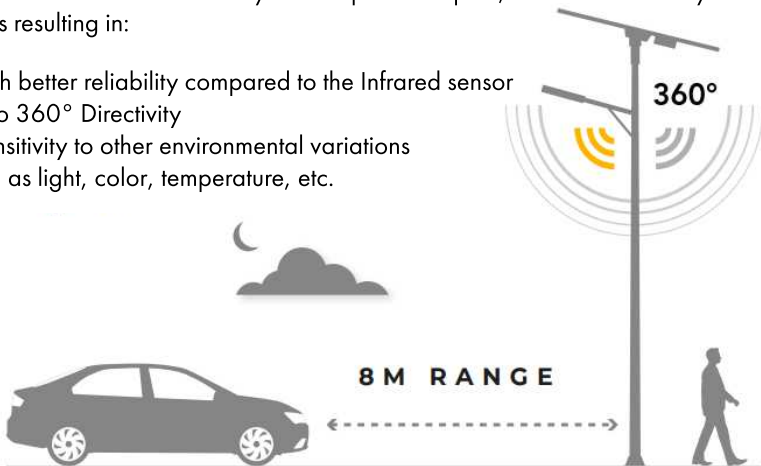 s resulting in:
h better reliability compared to the Infrared sensor
o 360° Directivity
nsitivity to other environmental variations
as light, color, temperature, etc.
360°
8M RANGE